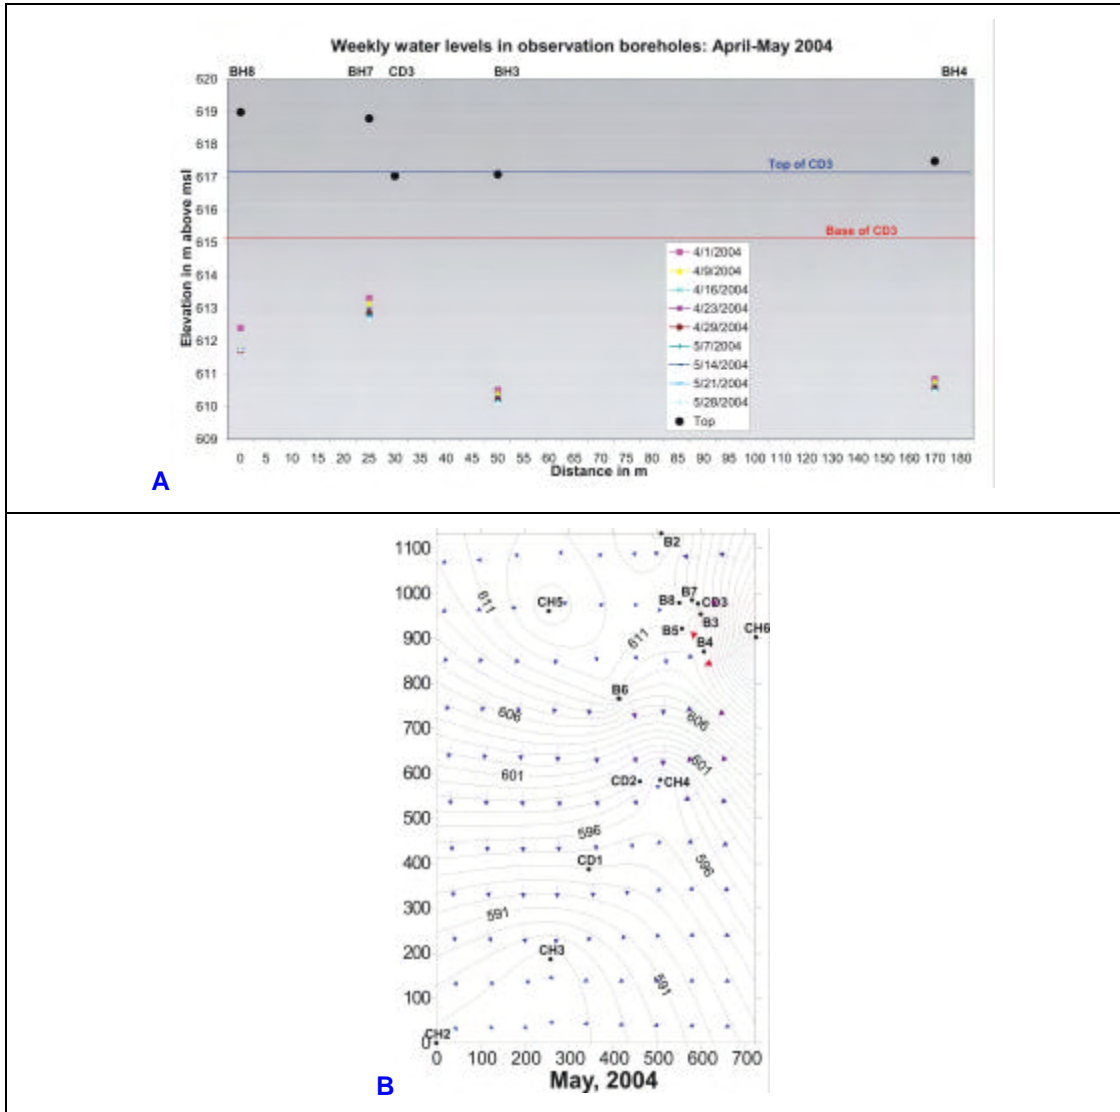 Weekly water levels in observation boreholes: April-May 2004
BH8 BH7 CD3 BH3 BH4
620
619
618
617
616
615
614
613
612
611
610
609
Elevation in m above msl
Top of CD3
Base of CD3
4/1/2004
4/9/2004
4/16/2004
4/23/2004
4/29/2004
5/7/2004
5/14/2004
5/21/2004
5/28/2004
Top
0 5 10 15 20 25 30 35 40 45 50 55 60 65 70 75 80 85 90 95 100 110 120 130 140 150 160 170 180
Distance in m
A
1100
1000
900
800
700
600
500
400
300
200
100
0
B2
B7
B8 CD3
CH5
611
B3
B5
611
CH6
B4
B6
606
606
601
601
CD2 CH4
596
596
CD1
591
CH3
591
CH2
0 100 200 300 400 500 600 700
May, 2004
B